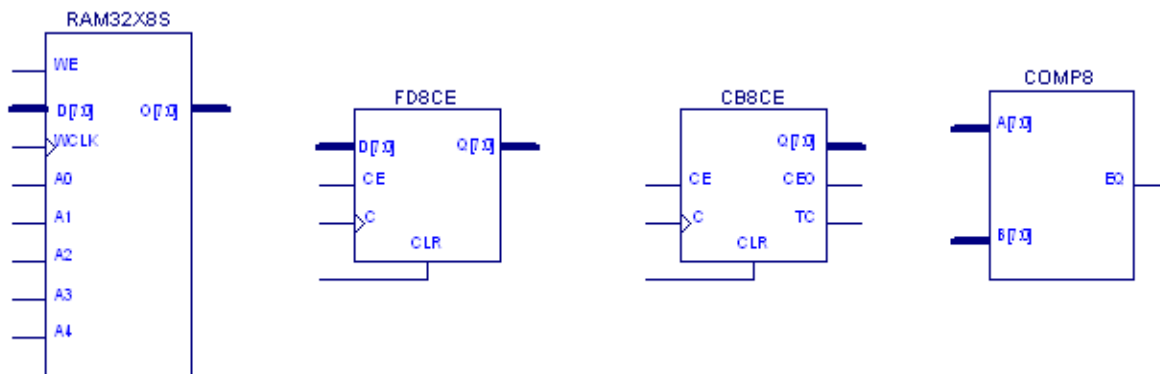 RAM32X8S
WE
D[7:0] O[7:0]
WCLK
A0
A1
A2
A3
A4
FD8CE
D[7:0] Q[7:0]
CE
C
CLR
CB8CE
Q[7:0]
CE CEO
C TC
CLR
COMP8
A[7:0]
EQ
B[7:0]